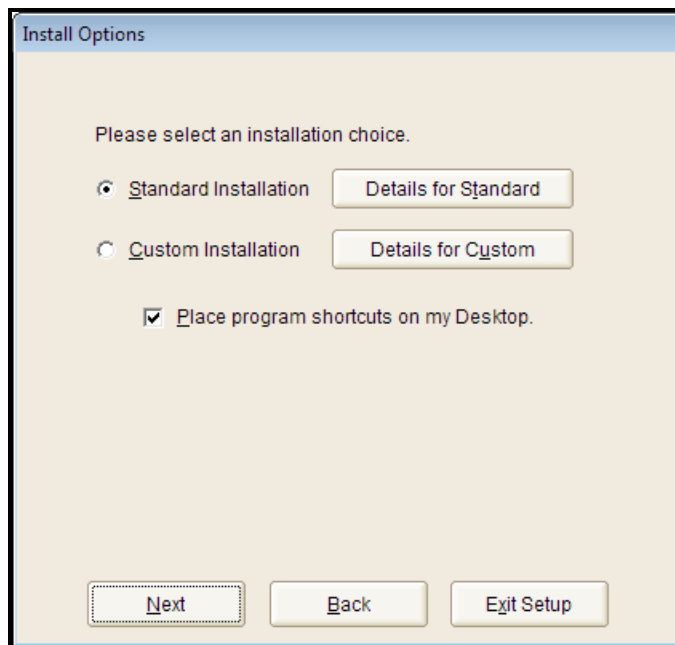 Install Options
Please select an installation choice.
Standard Installation Details for Standard
Custom Installation Details for Custom
Place program shortcuts on my Desktop.
Next Back Exit Setup